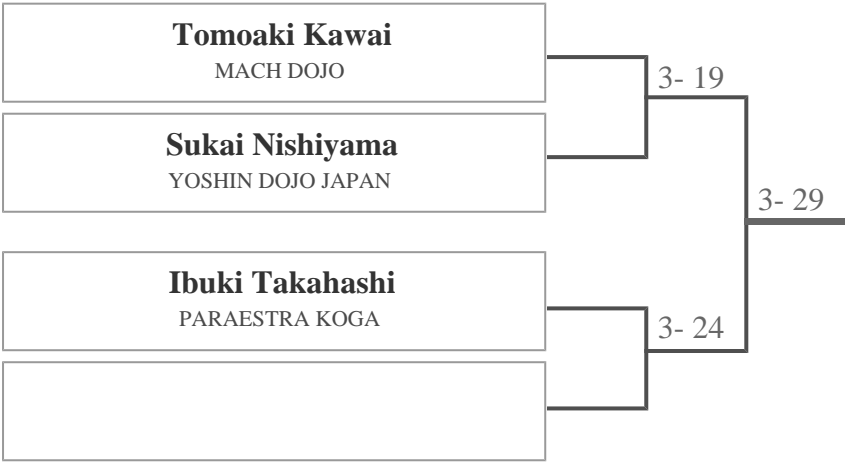 Tomoaki Kawai
MACH DOJO
3- 19
Sukai Nishiyama
YOSHIN DOJO JAPAN
3- 29
Ibuki Takahashi
PARAESTRA KOGA
3- 24